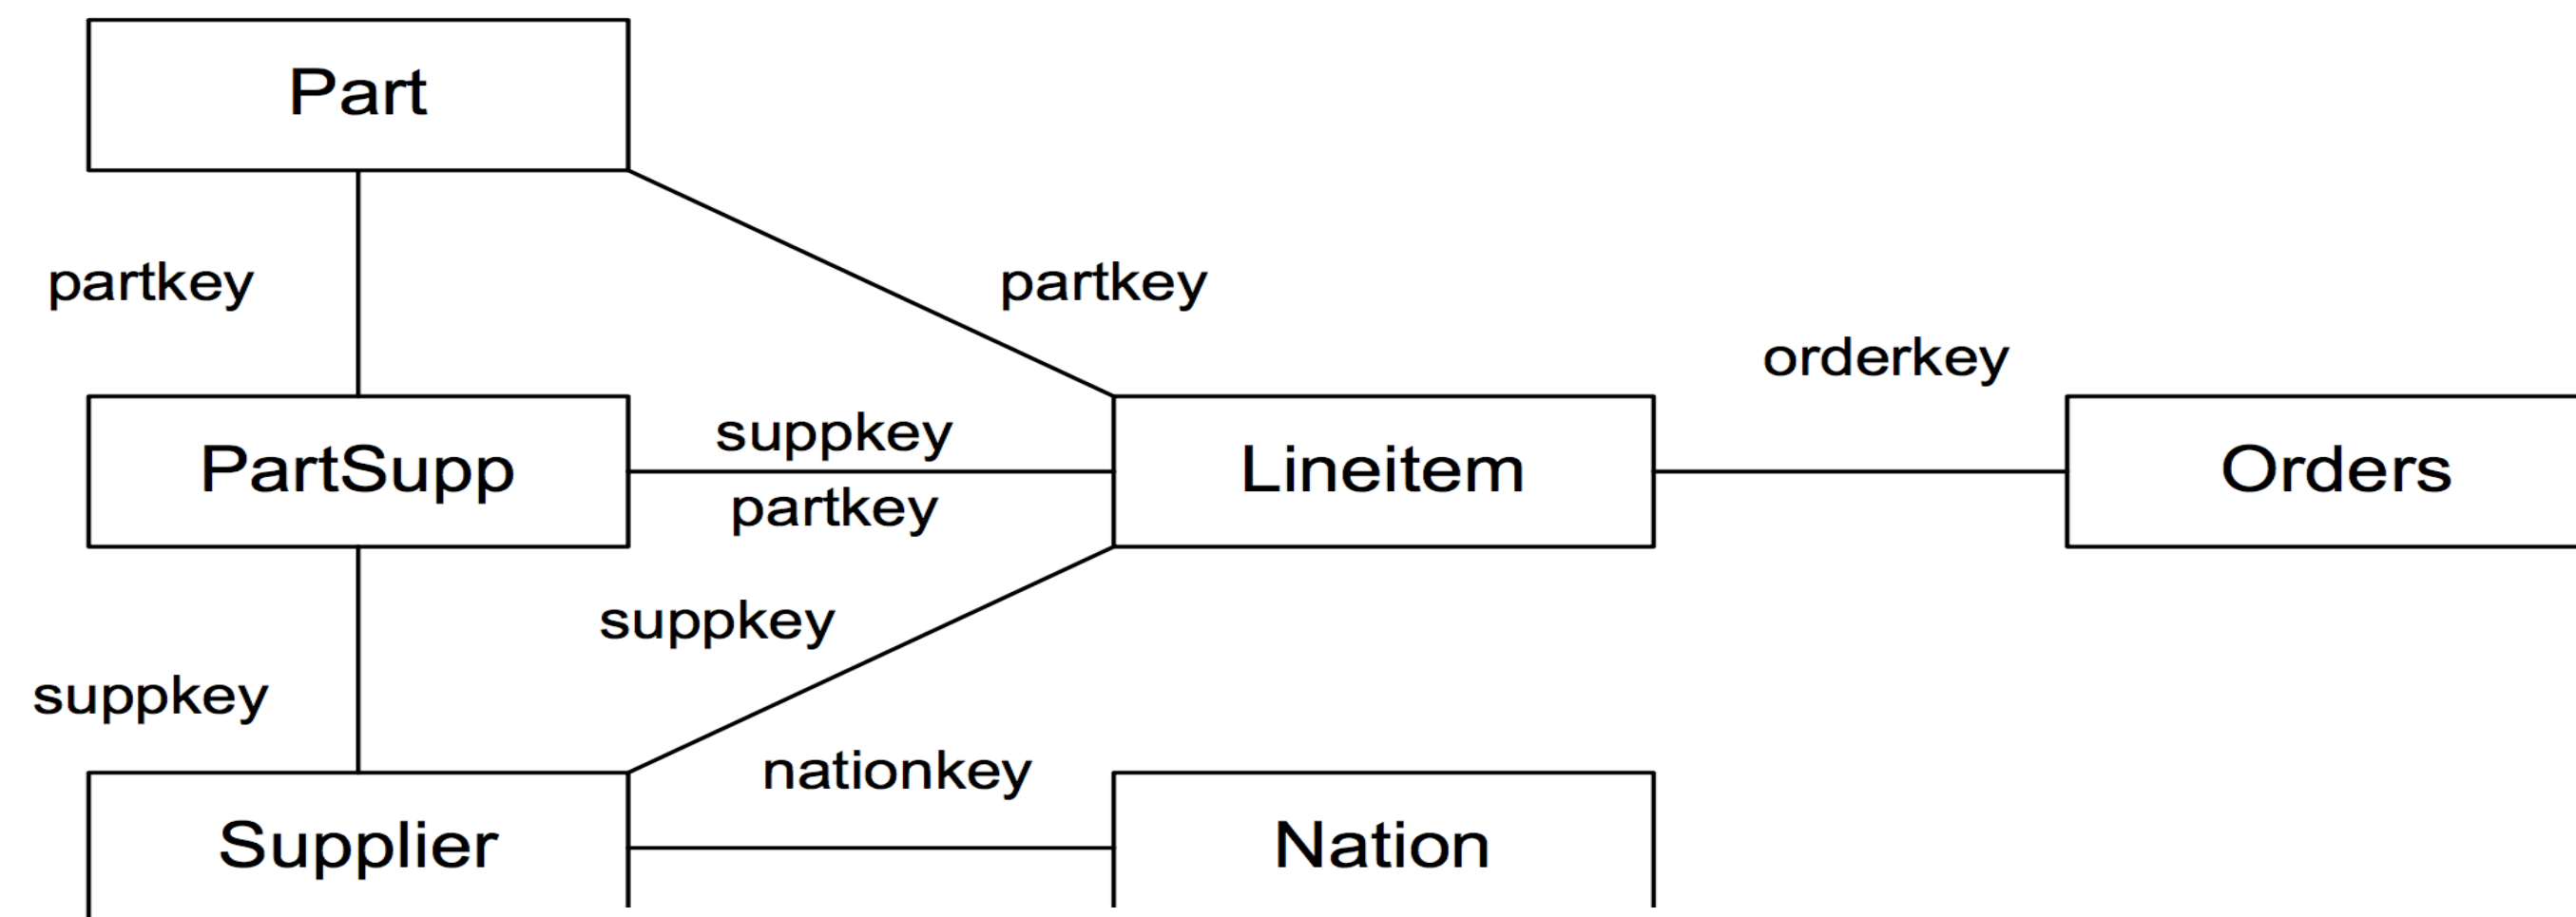 Part
partkey
partkey
orderkey
PartSupp
suppkey
partkey
Lineitem
Orders
suppkey
suppkey
nationkey
Supplier
Nation